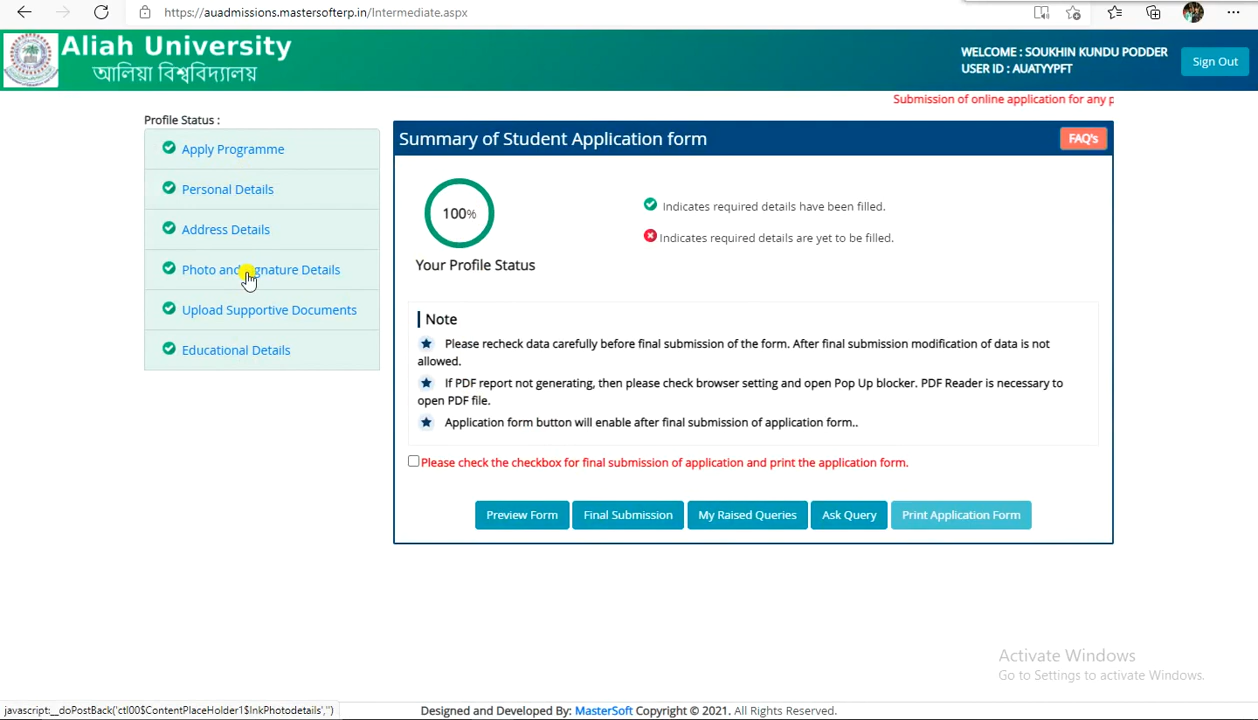 https://auadmissions.mastersofterp.in/Intermediate.aspx
Aliah University
আলিয়া বিশ্ববিদ্যালয়
WELCOME : SOUKHIN KUNDU PODDER
USER ID : AUATYYPFT
Sign Out
Submission of online application for any p
Profile Status :
Apply Programme
Personal Details
Address Details
Photo and Signature Details
Upload Supportive Documents
Educational Details
Summary of Student Application form
FAQ's
100%
Your Profile Status
Indicates required details have been filled.
Indicates required details are yet to be filled.
Note
Please recheck data carefully before final submission of the form. After final submission modification of data is not
allowed.
If PDF report not generating, then please check browser setting and open Pop Up blocker. PDF Reader is necessary to
open PDF file.
Application form button will enable after final submission of application form..
Please check the checkbox for final submission of application and print the application form.
Preview Form
Final Submission
My Raised Queries
Ask Query
Print Application Form
Activate Windows
Go to Settings to activate Windows.
javascript:__doPostBack('ctl00$ContentPlaceHolder1$lnkPhotodetails','')
Designed and Developed By: MasterSoft Copyright © 2021. All Rights Reserved.